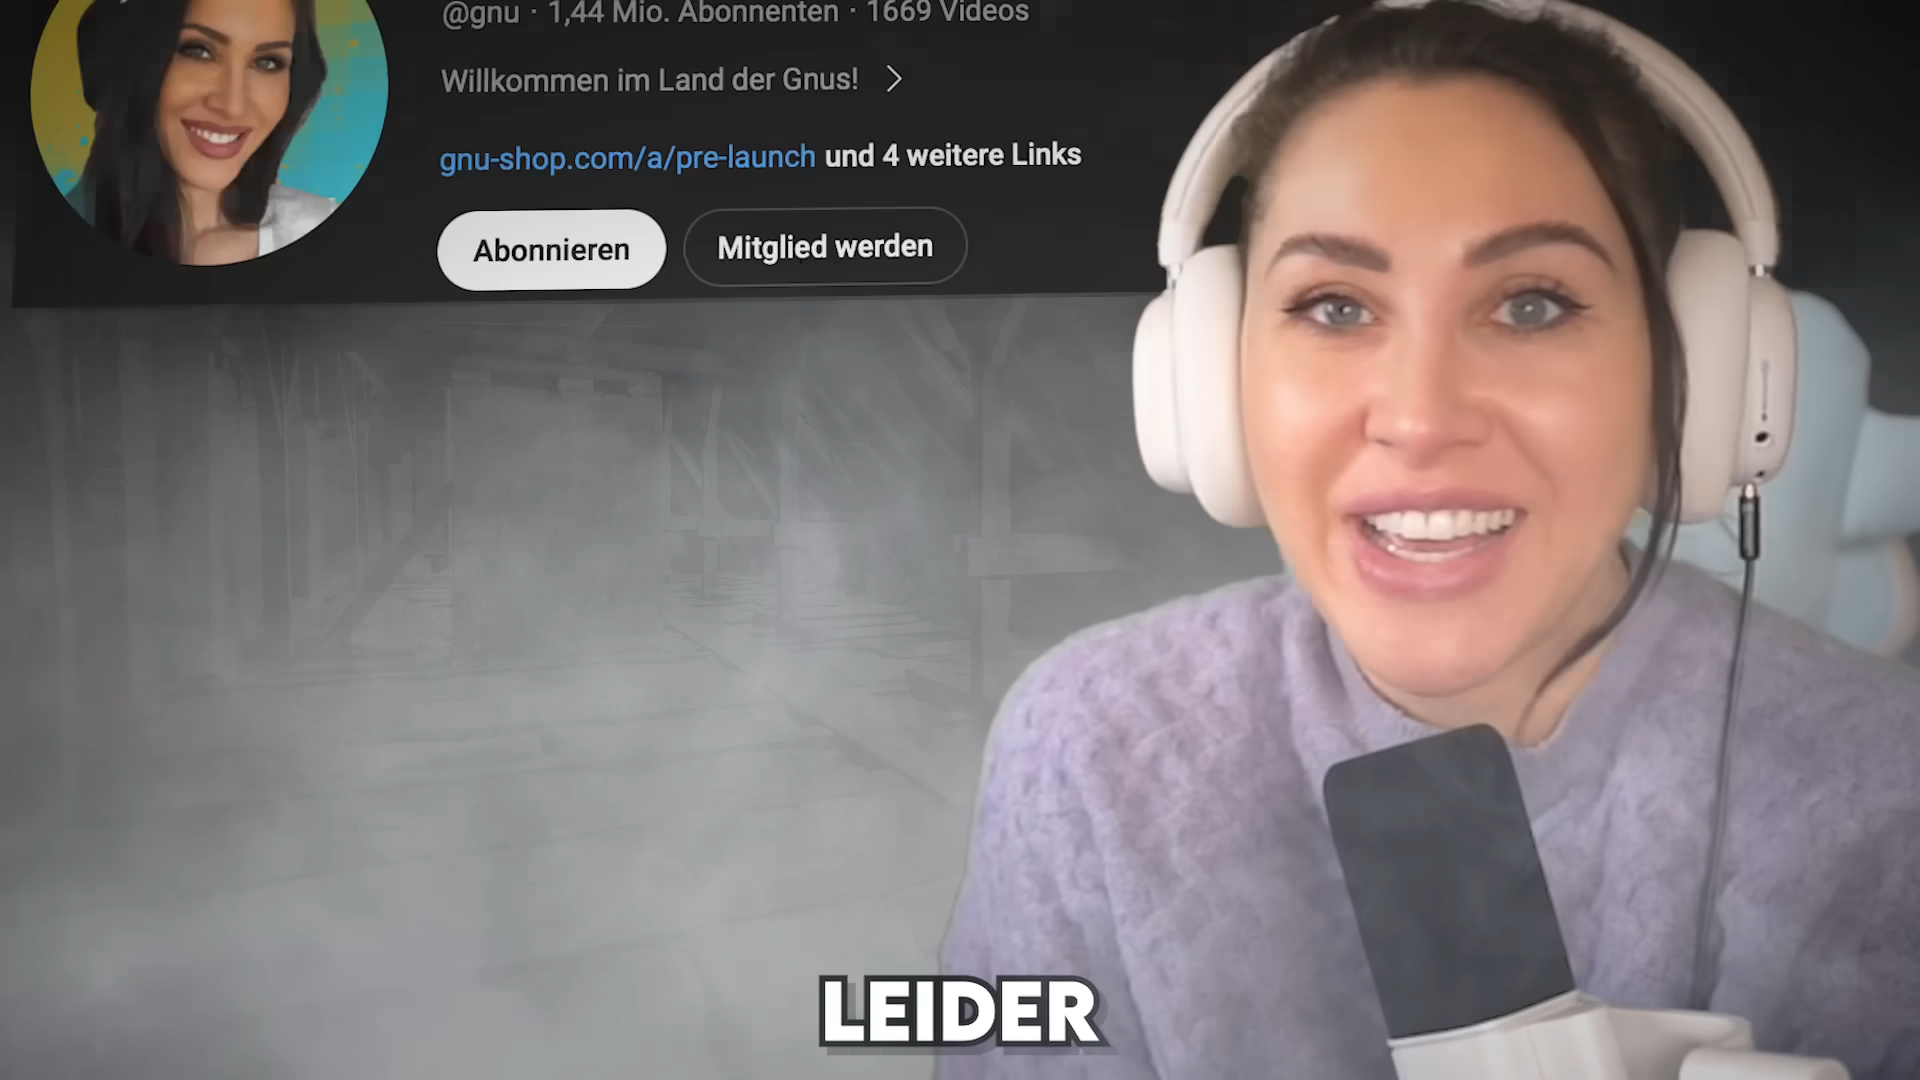 @gnu · 1,44 Mio. Abonnenten · 1669 Videos
Willkommen im Land der Gnus!
gnu-shop.com/a/pre-launch und 4 weitere Links
Abonnieren
Mitglied werden
LEIDER